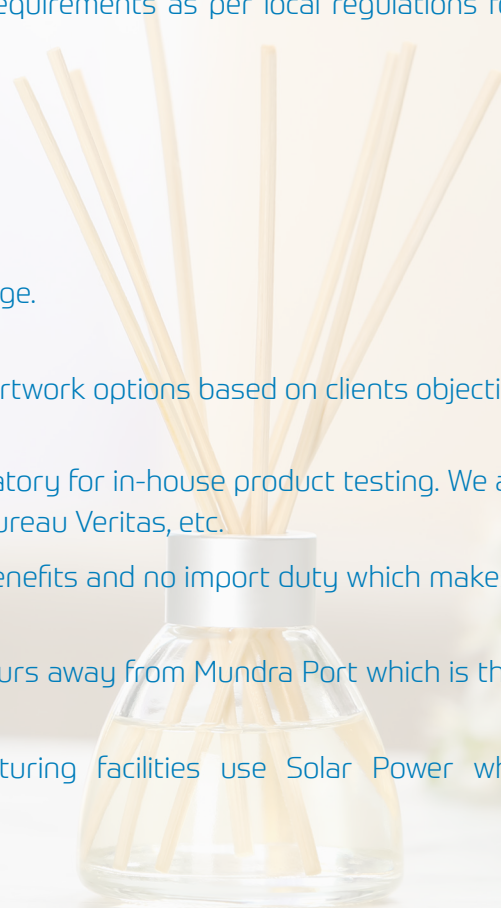 equirements as per local regulations f
ge.
rtwork options based on clients objecti
atory for in-house product testing. We a
ureau Veritas, etc.
enefits and no import duty which make
urs away from Mundra Port which is th
turing facilities use Solar Power wh